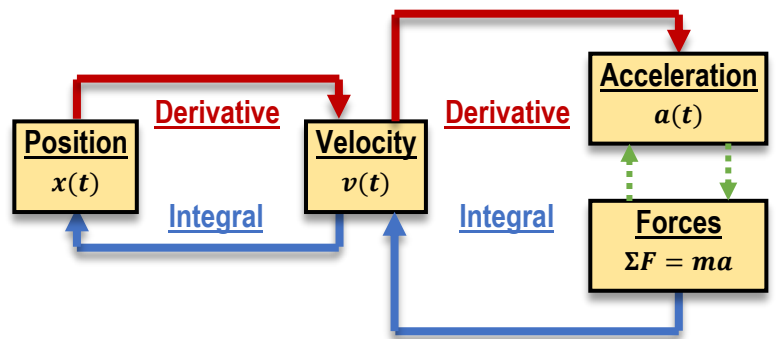 Position
x(t)
Derivative
Integral
Velocity
v(t)
Derivative
Integral
Acceleration
a(t)
Forces
ΣF = ma